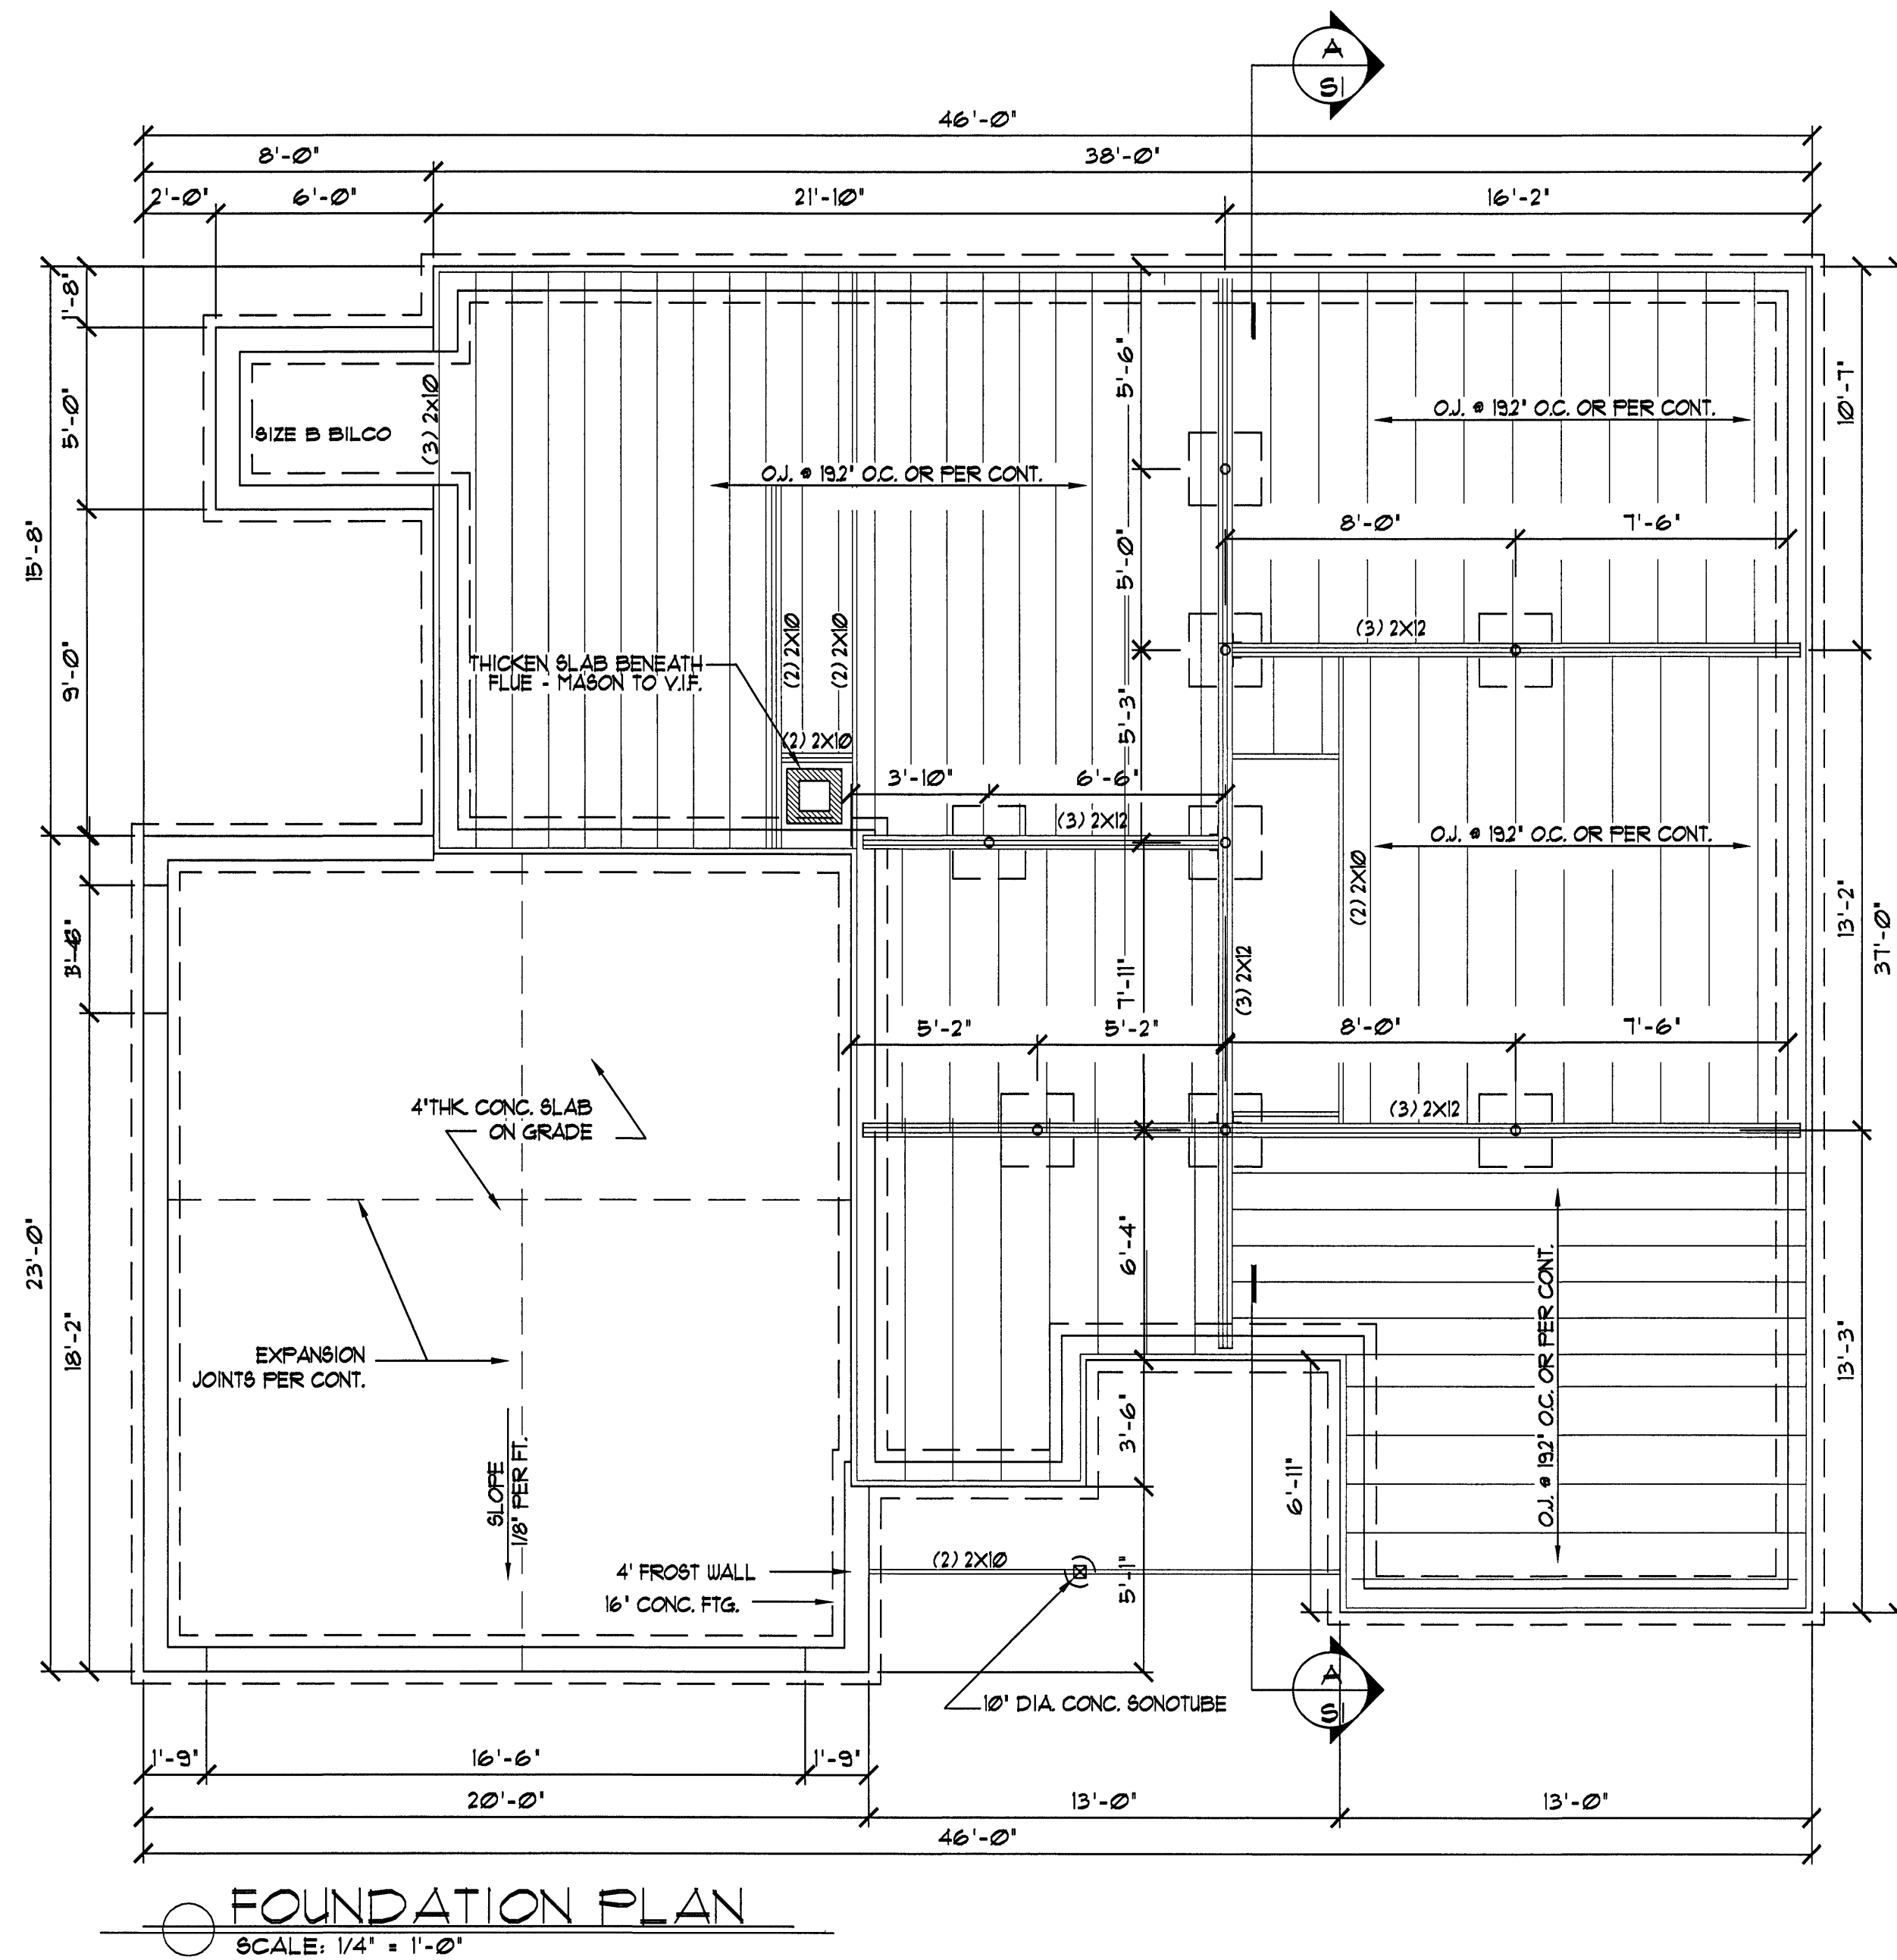 A
S1
46'-0"
8'-0"
38'-0"
2'-0"
6'-0"
21'-10"
16'-2"
1'-8"
5'-0"
15'-8"
9'-0"
SIZE B BILCO
(3) 2X10
5'-6"
O.J. @ 19.2" O.C. OR PER CONT.
10'-7"
O.J. @ 19.2" O.C. OR PER CONT.
5'-0"
8'-0"
7'-6"
(2) 2X10
(2) 2X10
(3) 2X12
THICKEN SLAB BENEATH
FLUE - MASON TO V.I.F.
5'-3"
(2) 2X10
3'-10"
6'-6"
(3) 2X12
O.J. @ 19.2" O.C. OR PER CONT.
(2) 2X10
13'-2"
37'-0"
7'-11"
(3) 2X12
5'-2"
5'-2"
8'-0"
7'-6"
4" THK. CONC. SLAB
ON GRADE
(3) 2X12
23'-0"
18'-2"
6'-4"
EXPANSION
JOINTS PER CONT.
O.J. @ 19.2" O.C. OR PER CONT.
13'-3"
3'-6"
SLOPE
1/8" PER FT.
6'-11"
4' FROST WALL
16" CONC. FTG.
(2) 2X10
5'-1"
10" DIA. CONC. SONOTUBE
A
S1
1'-9"
16'-6"
1'-9"
20'-0"
13'-0"
13'-0"
46'-0"
FOUNDATION PLAN
SCALE: 1/4" = 1'-0"